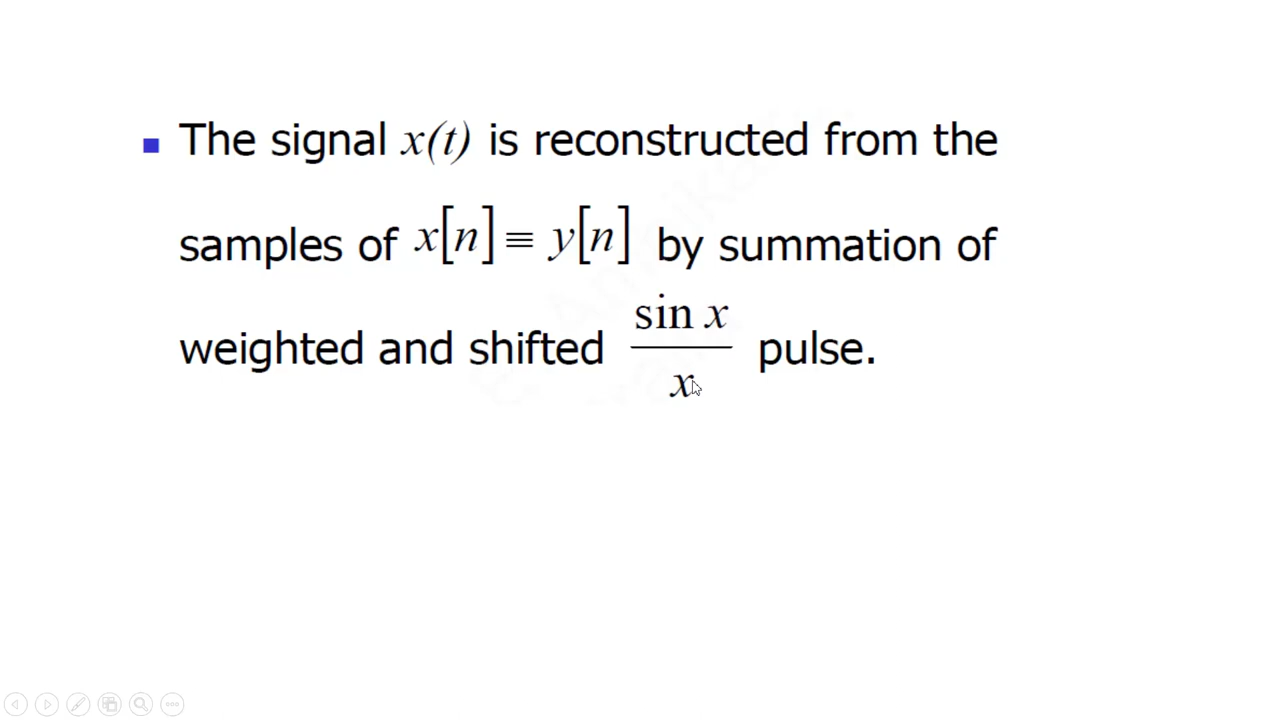 The signal x(t) is reconstructed from the
samples of x[n] ≡ y[n] by summation of
weighted and shifted sin x / x pulse.